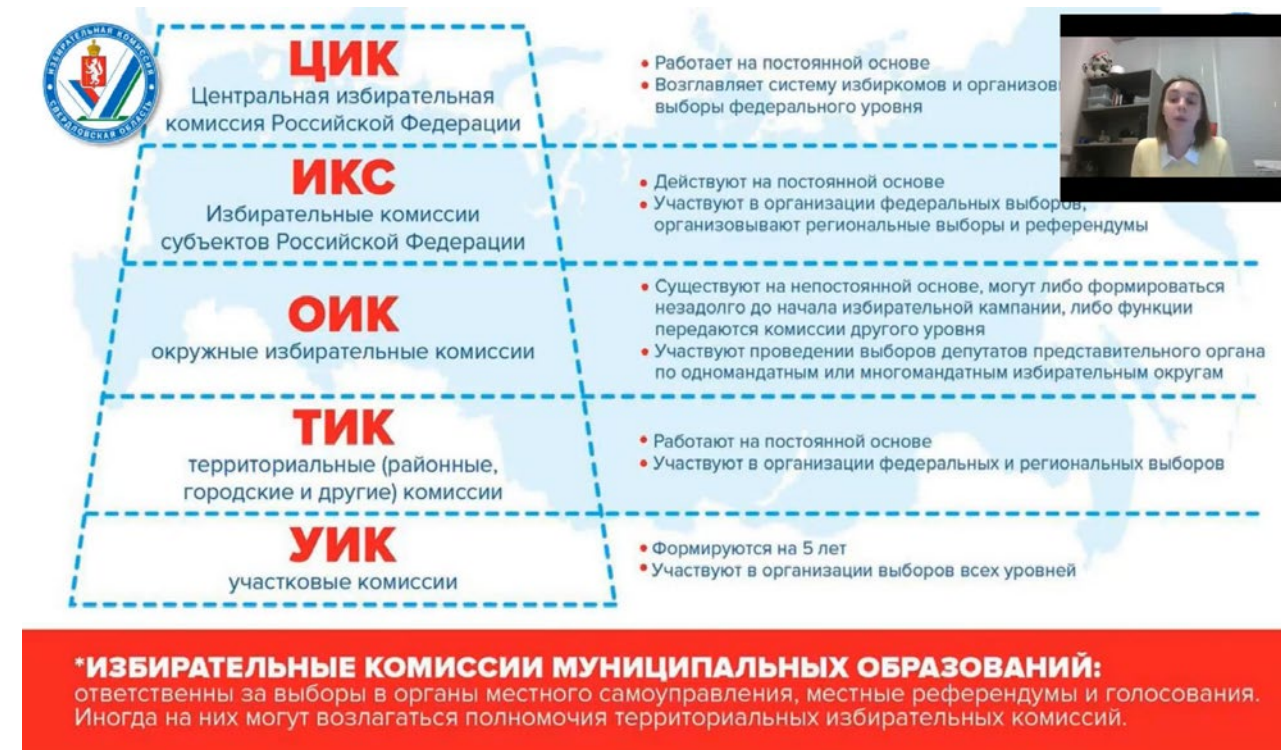 ИЗБИРАТЕЛЬНАЯ КОМИССИЯ
СВЕРДЛОВСКАЯ ОБЛАСТЬ
ЦИК
Центральная избирательная
комиссия Российской Федерации
• Работает на постоянной основе
• Возглавляет систему избиркомов и
выборы федерального уровня
ИКС
Избирательные комиссии
субъектов Российской Федерации
• Действуют на постоянной основе
• Участвуют в организации федеральных выборов,
организовывают региональные выборы и референдумы
ОИК
окружные избирательные комиссии
• Существуют на непостоянной основе, могут либо формироваться
незадолго до начала избирательной кампании, либо функции
передаются комиссии другого уровня
• Участвуют проведении выборов депутатов представительного органа
по одномандатным или многомандатным избирательным округам
ТИК
территориальные (районные,
городские и другие) комиссии
• Работают на постоянной основе
• Участвуют в организации федеральных и региональных выборов
УИК
участковые комиссии
• Формируются на 5 лет
• Участвуют в организации выборов всех уровней
*ИЗБИРАТЕЛЬНЫЕ КОМИССИИ МУНИЦИПАЛЬНЫХ ОБРАЗОВАНИЙ:
ответственны за выборы в органы местного самоуправления, местные референдумы и голосования.
Иногда на них могут возлагаться полномочия территориальных избирательных комиссий.